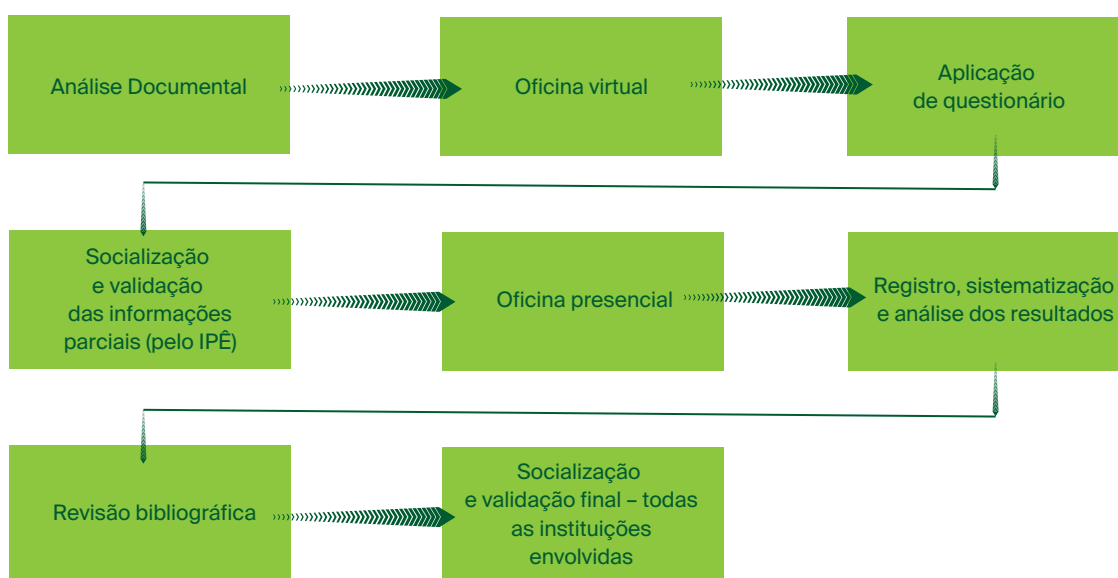 Análise Documental
Oficina virtual
Aplicação
de questionário
Socialização
e validação
das informações
parciais (pelo IPÊ)
Oficina presencial
Registro, sistematização
e análise dos resultados
Revisão bibliográfica
Socialização
e validação final – todas
as instituições
envolvidas